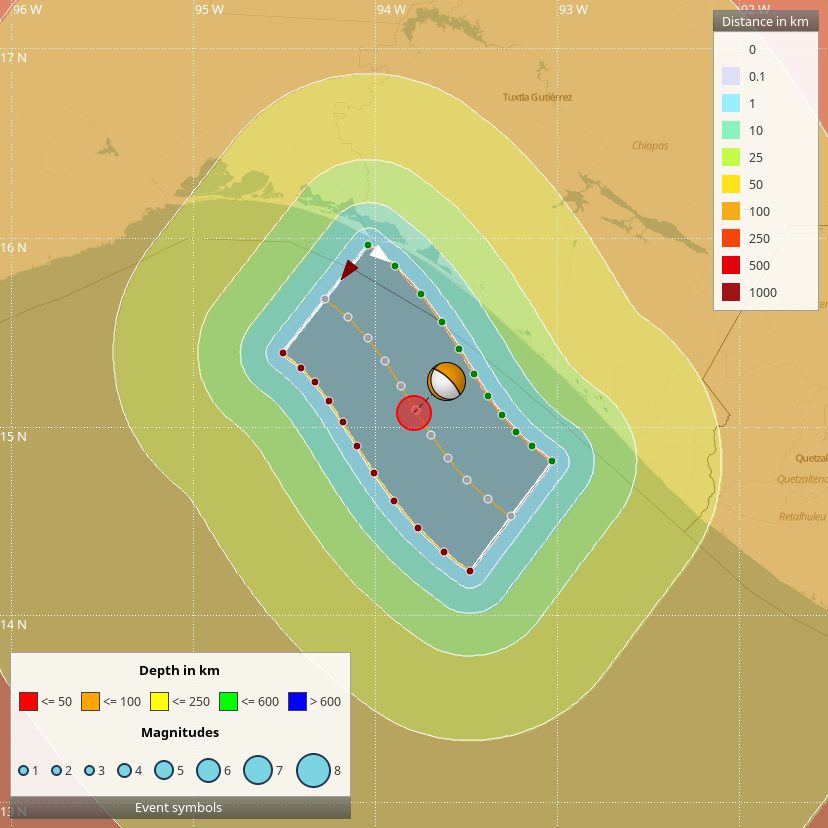 96 W
95 W
94 W
93 W
92 W
Distance in km
0
0.1
1
10
25
50
100
250
500
1000
17 N
Tuxtla Gutiérrez
Chiapas
16 N
15 N
Quetzal
Quetzalten
Retalhuleu
14 N
13 N
Depth in km
<= 50 <= 100 <= 250 <= 600 > 600
Magnitudes
1 2 3 4 5 6 7 8
Event symbols